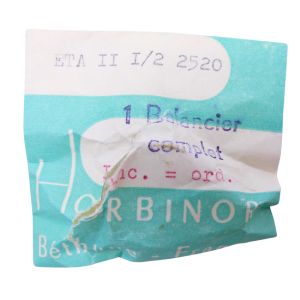 ETA II I/2 2520
1 Balancier
complet
Inc. = ord.
HORBINOR